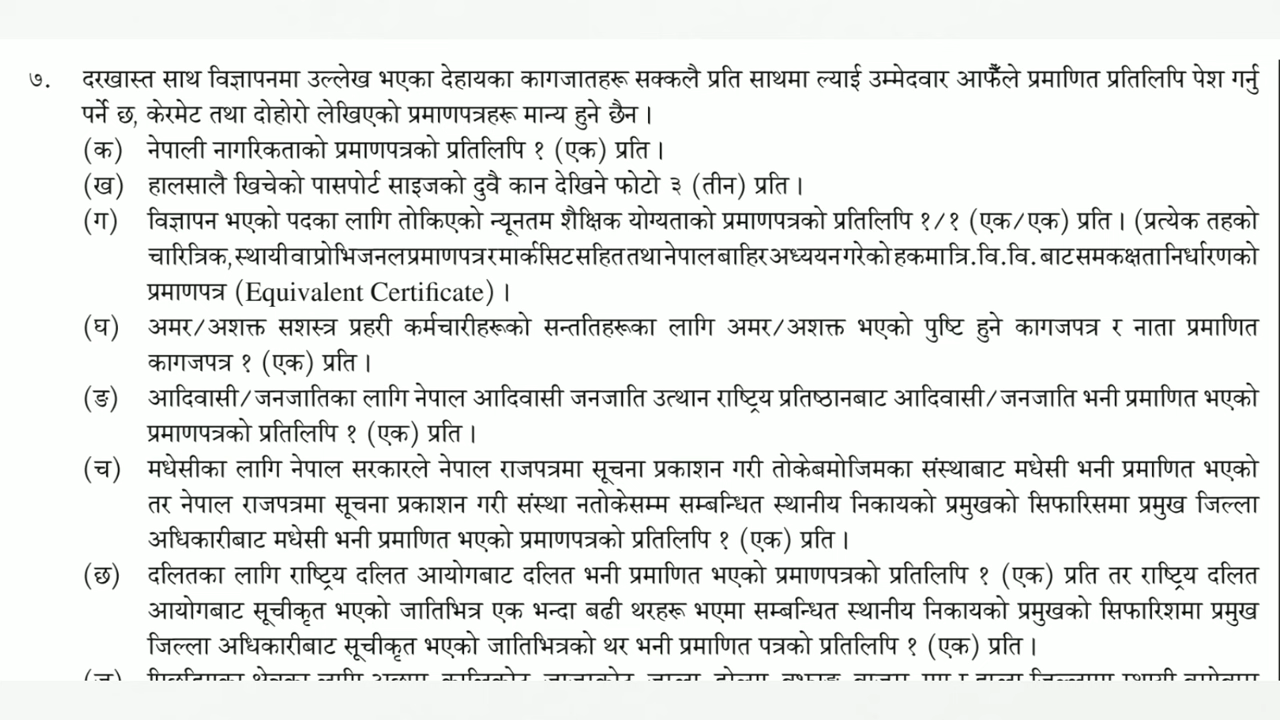 ७. दरखास्त साथ विज्ञापनमा उल्लेख भएका देहायका कागजातहरू सक्कलै प्रति साथमा ल्याई उम्मेदवार आफैँले प्रमाणित प्रतिलिपि पेश गर्नु
पर्ने छ, केरमेट तथा दोहोरो लेखिएको प्रमाणपत्रहरू मान्य हुने छैन ।
(क) नेपाली नागरिकताको प्रमाणपत्रको प्रतिलिपि १ (एक) प्रति ।
(ख) हालसालै खिचेको पासपोर्ट साइजको दुवै कान देखिने फोटो ३ (तीन) प्रति ।
(ग) विज्ञापन भएको पदका लागि तोकिएको न्यूनतम शैक्षिक योग्यताको प्रमाणपत्रको प्रतिलिपि १/१ (एक/एक) प्रति । (प्रत्येक तहको
चारित्रिक, स्थायी वा प्रोभिजनल प्रमाणपत्र र मार्कसिट सहित तथा नेपाल बाहिर अध्ययन गरेको हकमा त्रि.वि.वि. बाट समकक्षता निर्धारणको
प्रमाणपत्र (Equivalent Certificate) ।
(घ) अमर/अशक्त सशस्त्र प्रहरी कर्मचारीहरूको सन्ततिहरूका लागि अमर/अशक्त भएको पुष्टि हुने कागजपत्र र नाता प्रमाणित
कागजपत्र १ (एक) प्रति ।
(ङ) आदिवासी/जनजातिका लागि नेपाल आदिवासी जनजाति उत्थान राष्ट्रिय प्रतिष्ठानबाट आदिवासी/जनजाति भनी प्रमाणित भएको
प्रमाणपत्रको प्रतिलिपि १ (एक) प्रति ।
(च) मधेसीका लागि नेपाल सरकारले नेपाल राजपत्रमा सूचना प्रकाशन गरी तोकेबमोजिमका संस्थाबाट मधेसी भनी प्रमाणित भएको
तर नेपाल राजपत्रमा सूचना प्रकाशन गरी संस्था नतोकेसम्म सम्बन्धित स्थानीय निकायको प्रमुखको सिफारिसमा प्रमुख जिल्ला
अधिकारीबाट मधेसी भनी प्रमाणित भएको प्रमाणपत्रको प्रतिलिपि १ (एक) प्रति ।
(छ) दलितका लागि राष्ट्रिय दलित आयोगबाट दलित भनी प्रमाणित भएको प्रमाणपत्रको प्रतिलिपि १ (एक) प्रति तर राष्ट्रिय दलित
आयोगबाट सूचीकृत भएको जातिभित्र एक भन्दा बढी थरहरू भएमा सम्बन्धित स्थानीय निकायको प्रमुखको सिफारिशमा प्रमुख
जिल्ला अधिकारीबाट सूचीकृत भएको जातिभित्रको थर भनी प्रमाणित पत्रको प्रतिलिपि १ (एक) प्रति ।